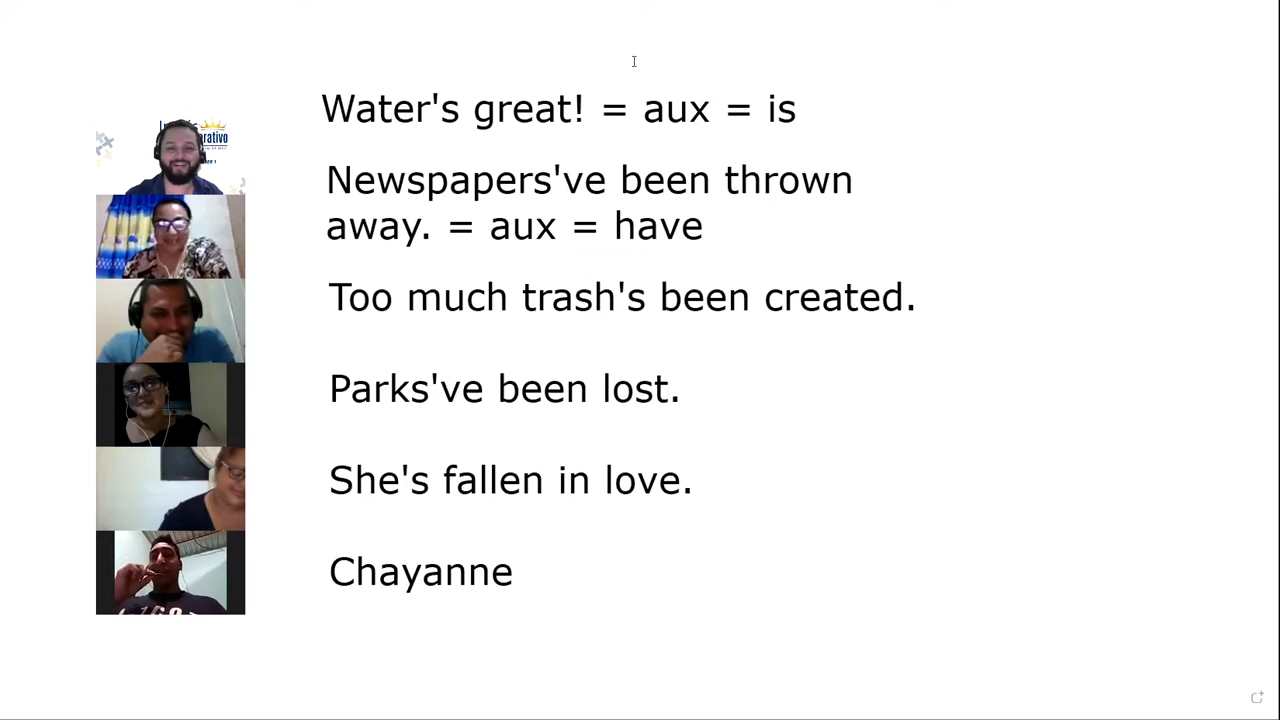 Water's great! = aux = is
Newspapers've been thrown
away. = aux = have
Too much trash's been created.
Parks've been lost.
She's fallen in love.
Chayanne